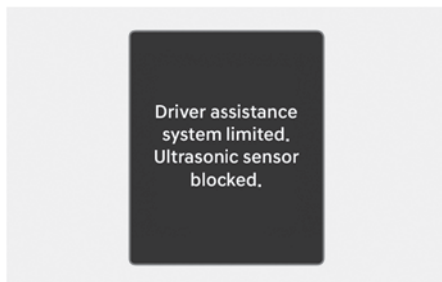 Driver assistance
system limited.
Ultrasonic sensor
blocked.